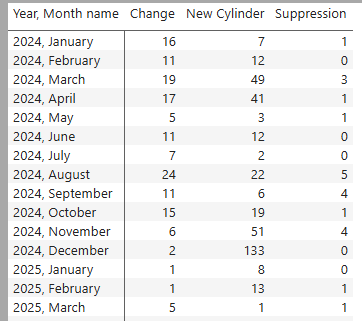 Year, Month name Change New Cylinder Suppression
2024, January 16 7 1
2024, February 11 12 0
2024, March 19 49 3
2024, April 17 41 1
2024, May 5 3 1
2024, June 11 12 0
2024, July 7 2 0
2024, August 24 22 5
2024, September 11 6 4
2024, October 15 19 1
2024, November 6 51 4
2024, December 2 133 0
2025, January 1 8 0
2025, February 1 13 1
2025, March 5 1 1